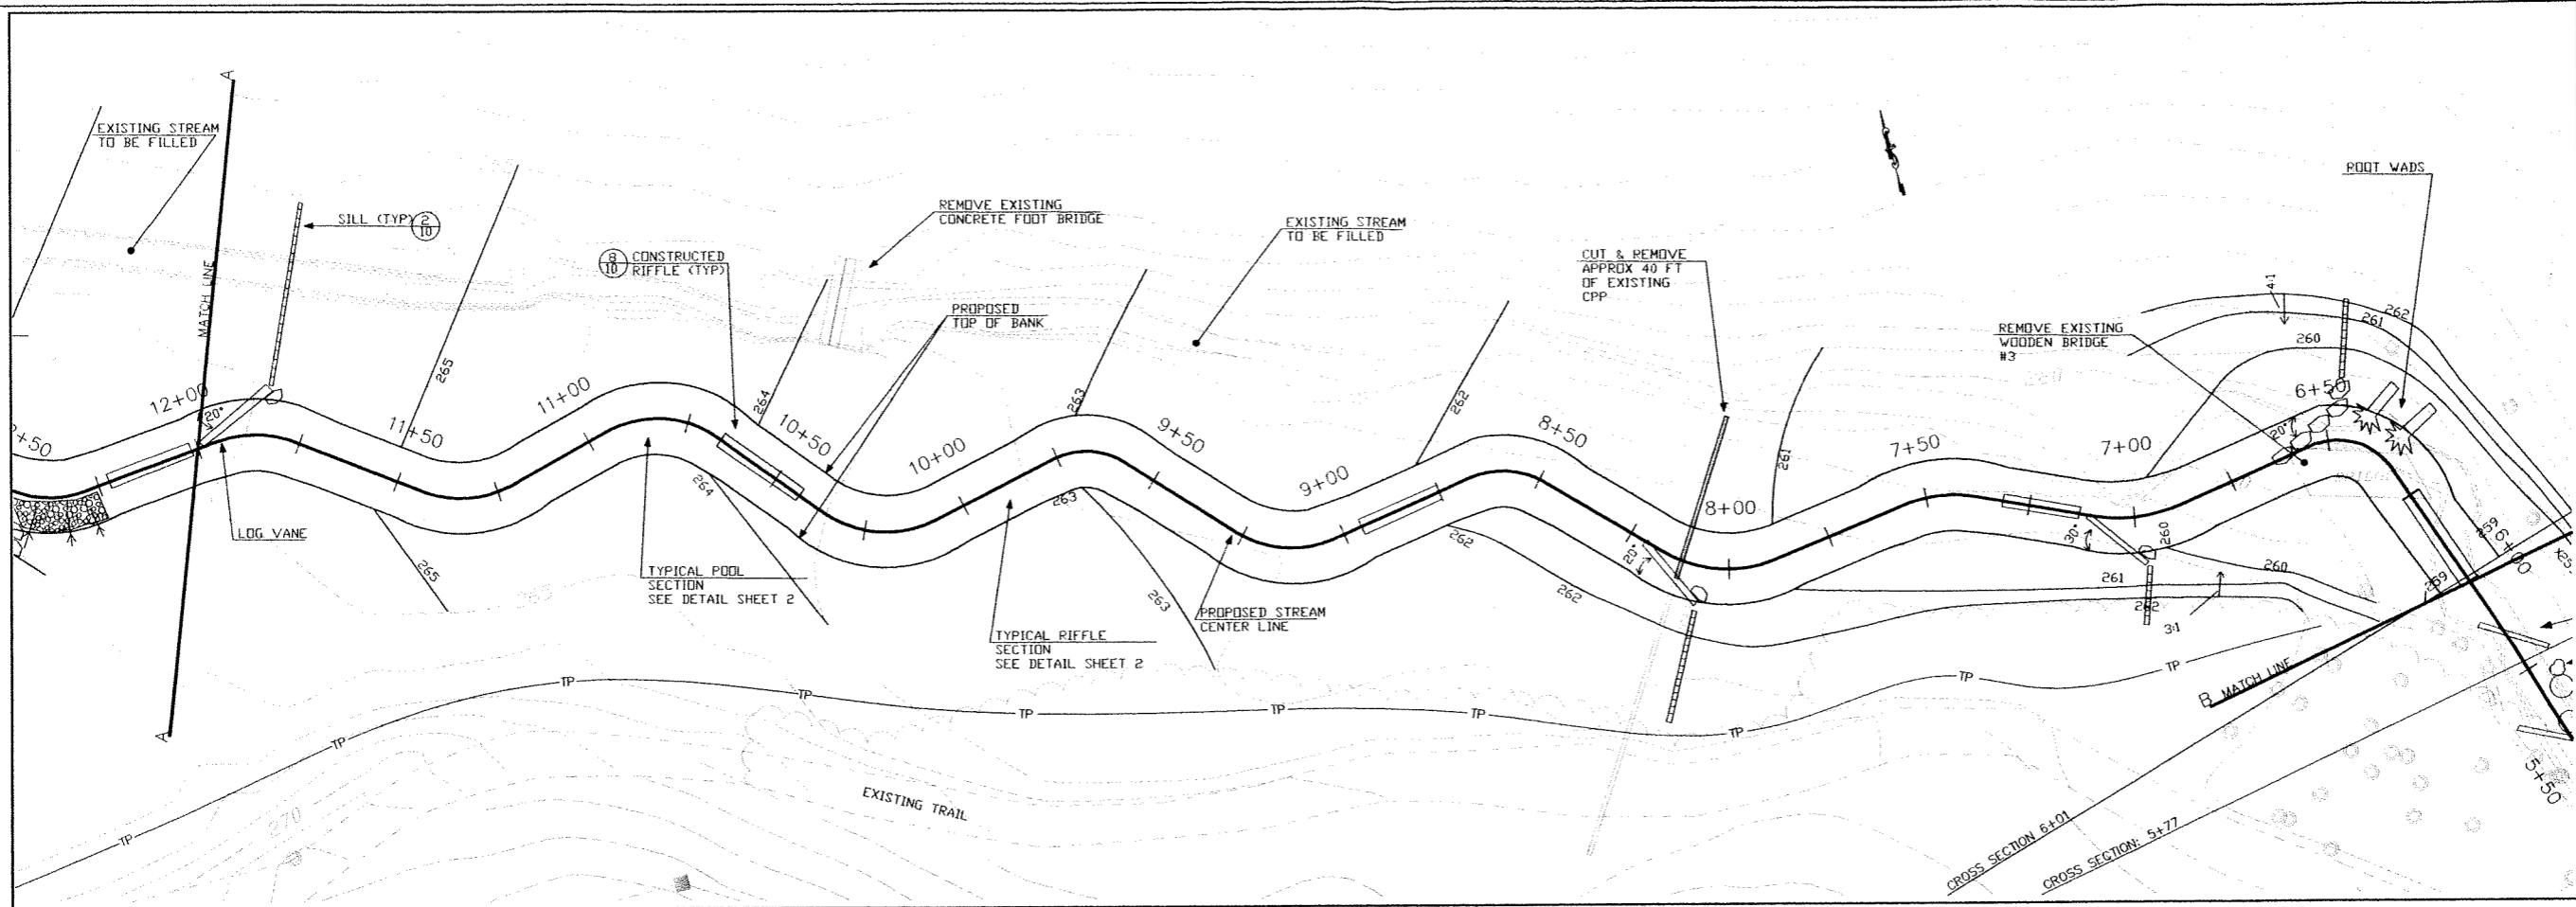 A
EXISTING STREAM
TO BE FILLED
MATCH LINE
SILL (TYP)
2
10
REMOVE EXISTING
CONCRETE FOOT BRIDGE
EXISTING STREAM
TO BE FILLED
8
10
CONSTRUCTED
RIFFLE (TYP)
PROPOSED
TOP OF BANK
CUT & REMOVE
APPROX 40 FT
OF EXISTING
CPP
REMOVE EXISTING
WOODEN BRIDGE
#3
ROOT WADS
4:1
262
261
260
6+50
20°
12+00
20°
265
11+50
11+00
264
10+50
10+00
263
9+50
9+00
262
8+50
8+00
261
7+50
7+00
2+50
LOG VANE
265
TYPICAL POOL
SECTION
SEE DETAIL SHEET 2
264
TYPICAL RIFFLE
SECTION
SEE DETAIL SHEET 2
263
263
PROPOSED STREAM
CENTER LINE
262
262
20°
30°
260
261
262
3:1
260
259
259
6+00
A
TP
TP
TP
TP
TP
TP
TP
TP
TP
TP
B
MATCH LINE
EXISTING TRAIL
270
CROSS SECTION 6+01
CROSS SECTION: 5+77
5+50